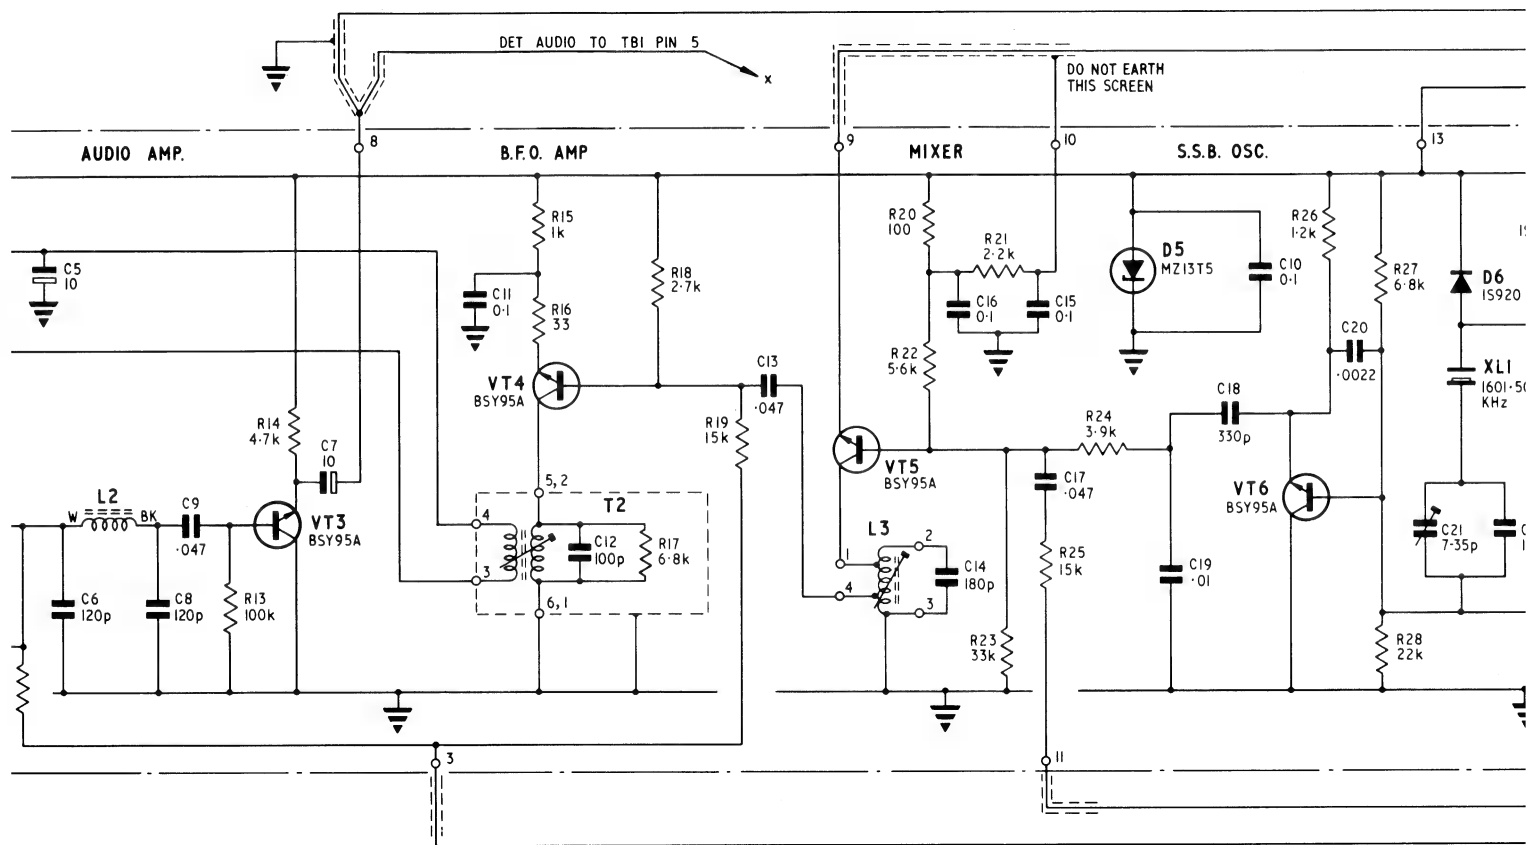 DET AUDIO TO TB1 PIN 5
x
DO NOT EARTH
THIS SCREEN
8
9
10
13
AUDIO AMP.
B.F.O. AMP
MIXER
S.S.B. OSC.
C5
10
R14
4·7k
C7
10
L2
W
BK
C9
·047
VT3
BSY95A
C6
120p
C8
120p
R13
100k
R15
1k
C11
0·1
R16
33
R18
2·7k
VT4
BSY95A
C13
·047
R19
15k
5,2
T2
4
3
C12
100p
R17
6·8k
6,1
3
R20
100
R21
2·2k
C16
0·1
C15
0·1
R22
5·6k
VT5
BSY95A
L3
1
4
2
3
C14
180p
R23
33k
C17
·047
R24
3·9k
R25
15k
11
D5
MZ13T5
C10
0·1
R26
1·2k
R27
6·8k
C20
·0022
C18
330p
VT6
BSY95A
C19
·01
R28
22k
D6
1S920
XL1
1601·50
KHz
C21
7-35p